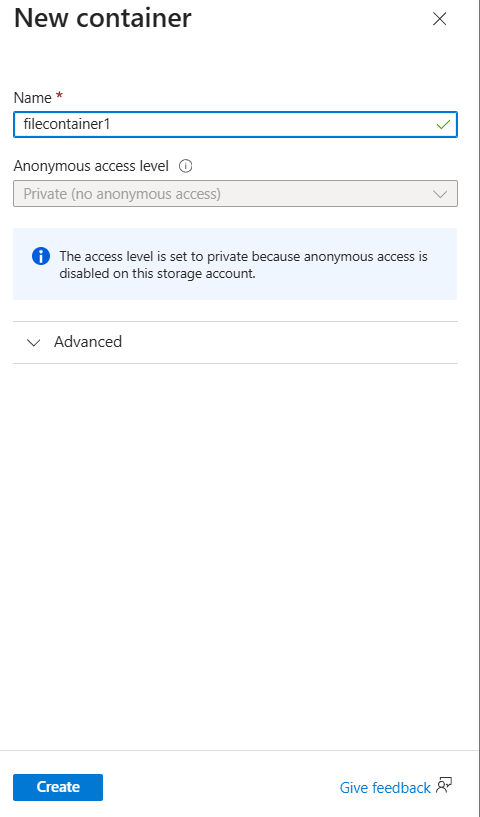 New container
Name *
filecontainer1
Anonymous access level
Private (no anonymous access)
The access level is set to private because anonymous access is
disabled on this storage account.
Advanced
Create
Give feedback